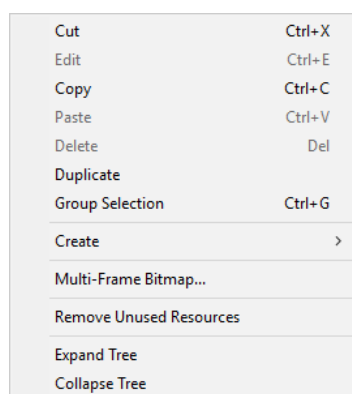 Cut Ctrl+X
Edit Ctrl+E
Copy Ctrl+C
Paste Ctrl+V
Delete Del
Duplicate
Group Selection Ctrl+G
Create >
Multi-Frame Bitmap...
Remove Unused Resources
Expand Tree
Collapse Tree